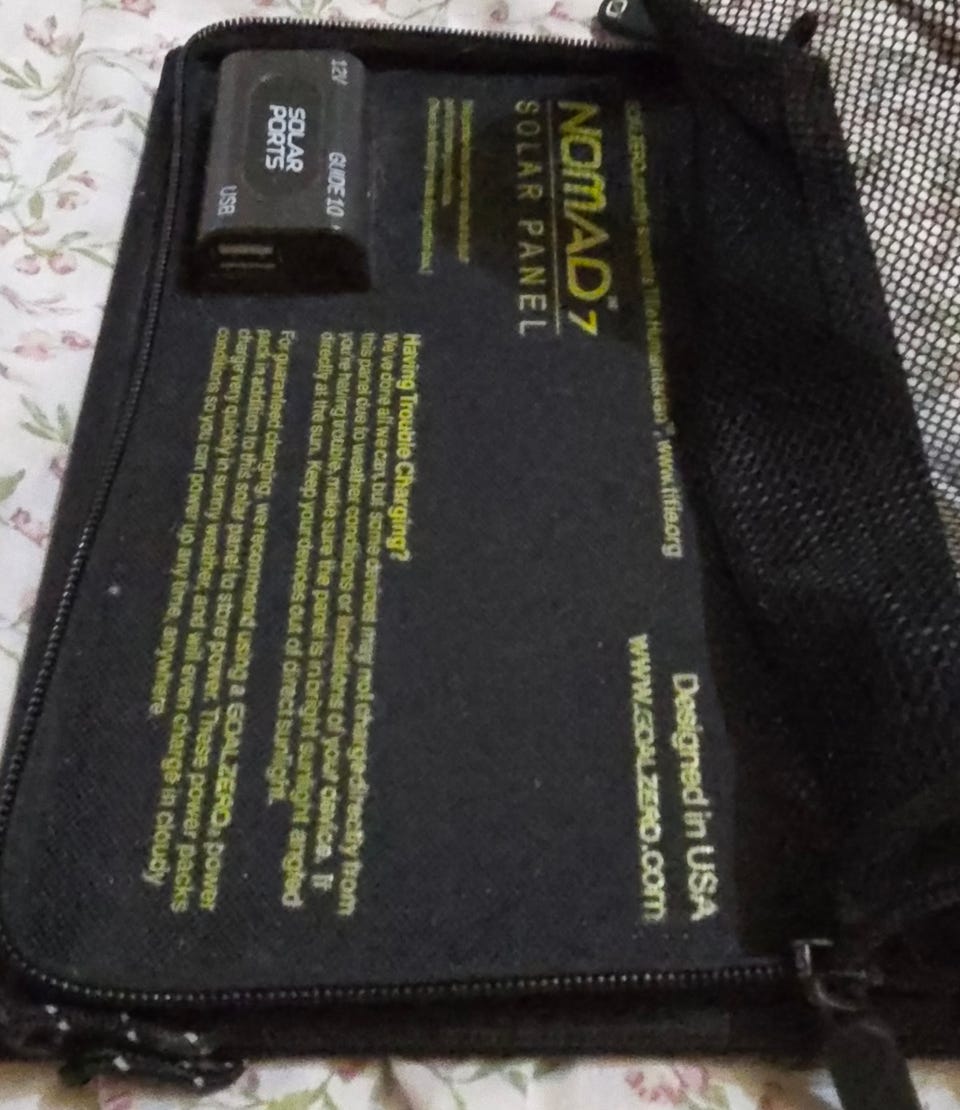 NOMAD™ 7
SOLAR PANEL
Designed in USA
www.GOALZERO.com
12V GUIDE 10
SOLAR
PORTS
USB
Having Trouble Charging?
We've done all we can, but some devices may not charge directly from
this panel due to weather conditions or limitations of your device. If
you're having trouble, make sure the panel is in bright sunlight angled
directly at the sun. Keep your devices out of direct sunlight.
For guaranteed charging, we recommend using a GOAL ZERO® power
pack in addition to this solar panel to store power. These power packs
charge very quickly in sunny weather, and will even charge in cloudy
conditions so you can power up any time, anywhere.